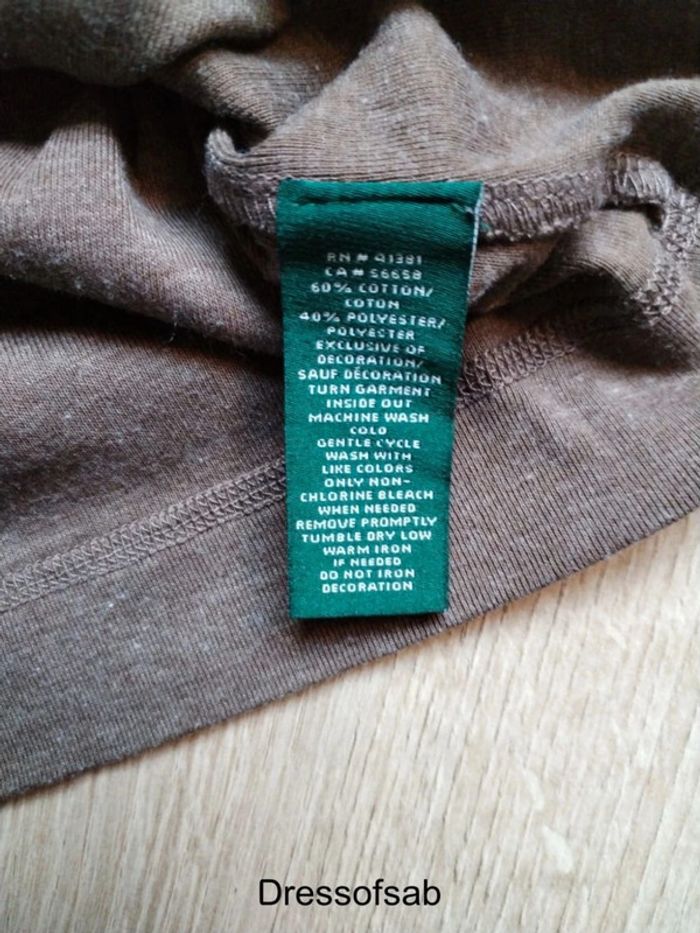 RN # 41381
CA # 56658
60% COTTON/
COTON
40% POLYESTER/
POLYESTER
EXCLUSIVE OF
DECORATION/
SAUF DÉCORATION
TURN GARMENT
INSIDE OUT
MACHINE WASH
COLD
GENTLE CYCLE
WASH WITH
LIKE COLORS
ONLY NON-
CHLORINE BLEACH
WHEN NEEDED
REMOVE PROMPTLY
TUMBLE DRY LOW
WARM IRON
IF NEEDED
DO NOT IRON
DECORATION
Dressofsab